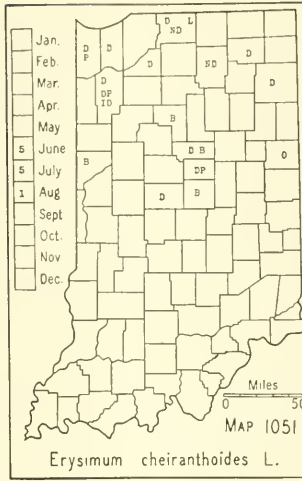 Jan.
Feb.
Mar.
Apr.
May
5 June
5 July
1 Aug
Sept
Oct.
Nov
Dec.
D L
ND
D D
P
D
D
ND
D
D
DP
ID
B
B
D B
O
DP
D
B
Miles
0 50
MAP 1051
Erysimum cheiranthoides L.